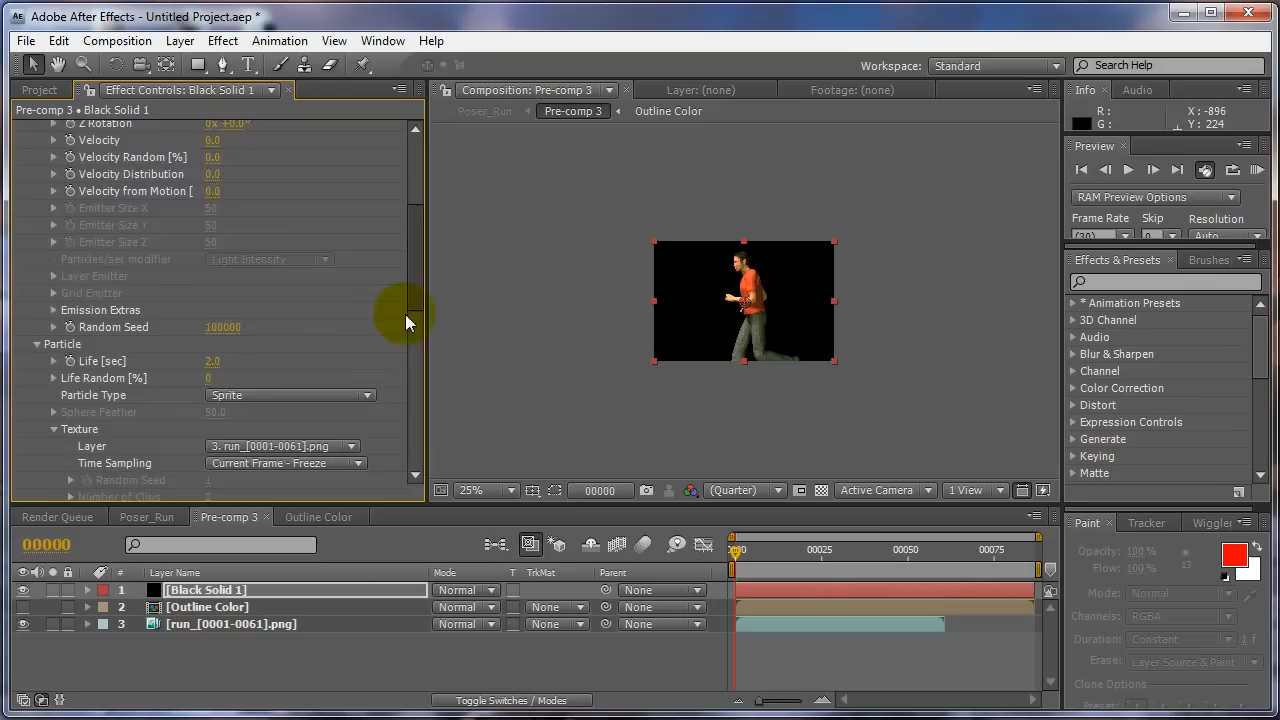 Adobe After Effects - Untitled Project.aep *
File Edit Composition Layer Effect Animation View Window Help
Workspace: Standard Search Help
Project Effect Controls: Black Solid 1 Composition: Pre-comp 3 Layer: (none) Footage: (none) Info Audio
Pre-comp 3 • Black Solid 1 Poser_Run Pre-comp 3 Outline Color
R : X:-896
G : Y: 224
Z Rotation 0x +0.0°
Velocity 0.0
Velocity Random [%] 0.0
Velocity Distribution 0.0
Velocity from Motion [ 0.0
Emitter Size X 50
Emitter Size Y 50
Emitter Size Z 50
Particles/sec modifier Light Intensity
Layer Emitter
Grid Emitter
Emission Extras
Random Seed 100000
Particle
Life [sec] 2.0
Life Random [%] 0
Particle Type Sprite
Sphere Feather 50.0
Texture
Layer 3. run_[0001-0061].png
Time Sampling Current Frame - Freeze
Random Seed 1
Number of Clips 2
Preview
RAM Preview Options
Frame Rate Skip Resolution
(30) Auto
Effects & Presets Brushes
* Animation Presets
3D Channel
Audio
Blur & Sharpen
Channel
Color Correction
Distort
Expression Controls
Generate
Keying
Matte
25% 00000 (Quarter) Active Camera 1 View
Render Queue Poser_Run Pre-comp 3 Outline Color
00000 00025 00050 00075
# Layer Name Mode T TrkMat Parent
1 [Black Solid 1] Normal None
2 [Outline Color] Normal None None
3 [run_[0001-0061].png] Normal None None
Toggle Switches / Modes
Paint Tracker Wiggler
Opacity: 100 %
Flow: 100 % 13
Mode: Normal
Channels: RGBA
Duration: Constant 1 f
Erase: Layer Source & Paint
Clone Options
Preset: